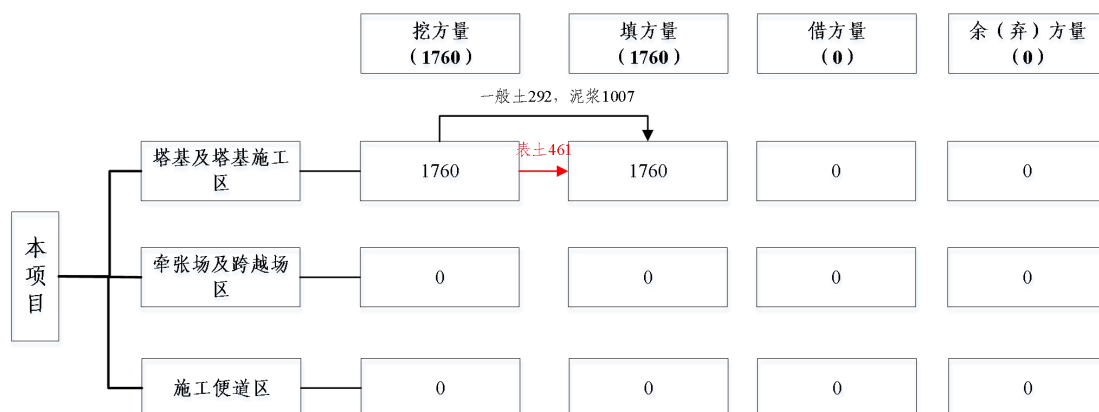 挖方量
（1760）
填方量
（1760）
借方量
（0）
余（弃）方量
（0）
一般土292，泥浆1007
塔基及塔基施工
区
1760
表土461
1760
0
0
本
项
目
牵张场及跨越场
区
0
0
0
0
施工便道区
0
0
0
0